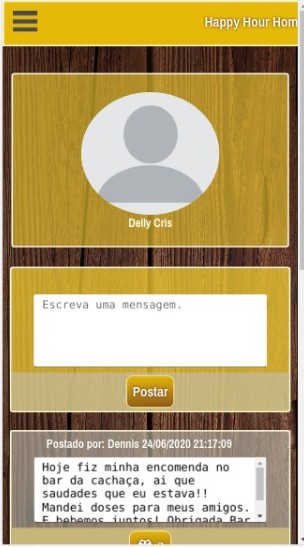 Happy Hour Hom
Delly Cris
Escreva uma mensagem.
Postar
Postado por: Dennis 24/06/2020 21:17:09
Hoje fiz minha encomenda no
bar da cachaça, ai que
saudades que eu estava!!
Mandei doses para meus amigos.
E bebemos juntos! Obrigada Bar